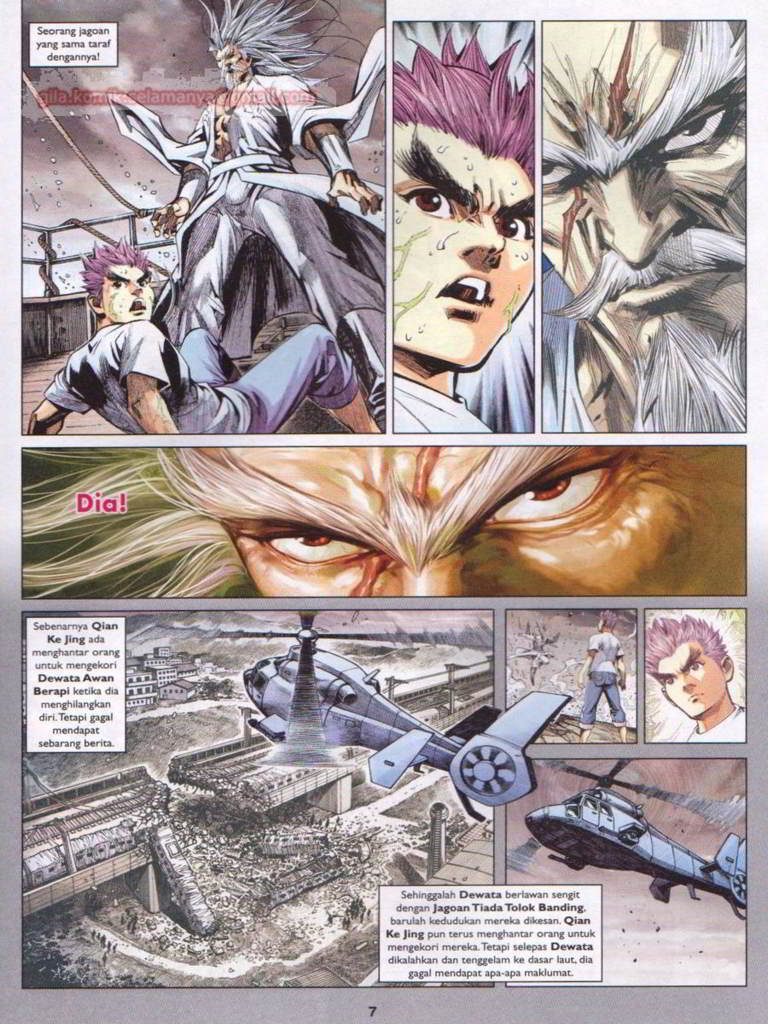 Seorang jagoan
yang sama taraf
dengannya!
Dia!
Sebenarnya Qian
Ke Jing ada
menghantar orang
untuk mengekori
Dewata Awan
Berapi ketika dia
menghilangkan
diri. Tetapi gagal
mendapat
sebarang berita.
Sehinggalah Dewata berlawan sengit
dengan Jagoan Tiada Tolok Banding,
barulah kedudukan mereka dikesan. Qian
Ke Jing pun terus menghantar orang untuk
mengekori mereka. Tetapi selepas Dewata
dikalahkan dan tenggelam ke dasar laut, dia
gagal mendapat apa-apa maklumat.
7